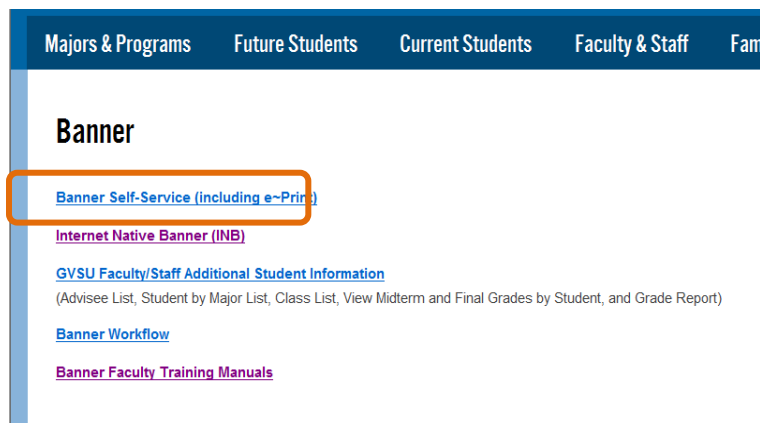 Majors & Programs Future Students Current Students Faculty & Staff
Banner
Banner Self-Service (including e~Print)
Internet Native Banner (INB)
GVSU Faculty/Staff Additional Student Information
(Advisee List, Student by Major List, Class List, View Midterm and Final Grades by Student, and Grade Report)
Banner Workflow
Banner Faculty Training Manuals